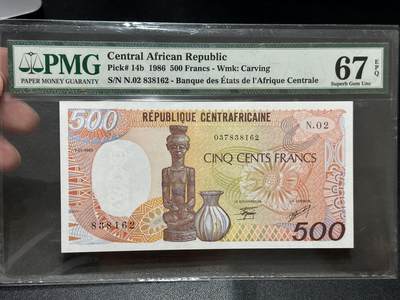 PMG
PAPER MONEY GUARANTY
Central African Republic
Pick# 14b 1986 500 Francs - Wmk: Carving
S/N N.02 838162 - Banque des États de l'Afrique Centrale
67 EPQ
Superb Gem Unc
500
RÉPUBLIQUE CENTRAFRICAINE
037838162
N.02
CINQ CENTS FRANCS
838162
500